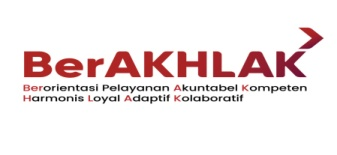 BerAKHLAK
Berorientasi Pelayanan Akuntabel Kompeten
Harmonis Loyal Adaptif Kolaboratif